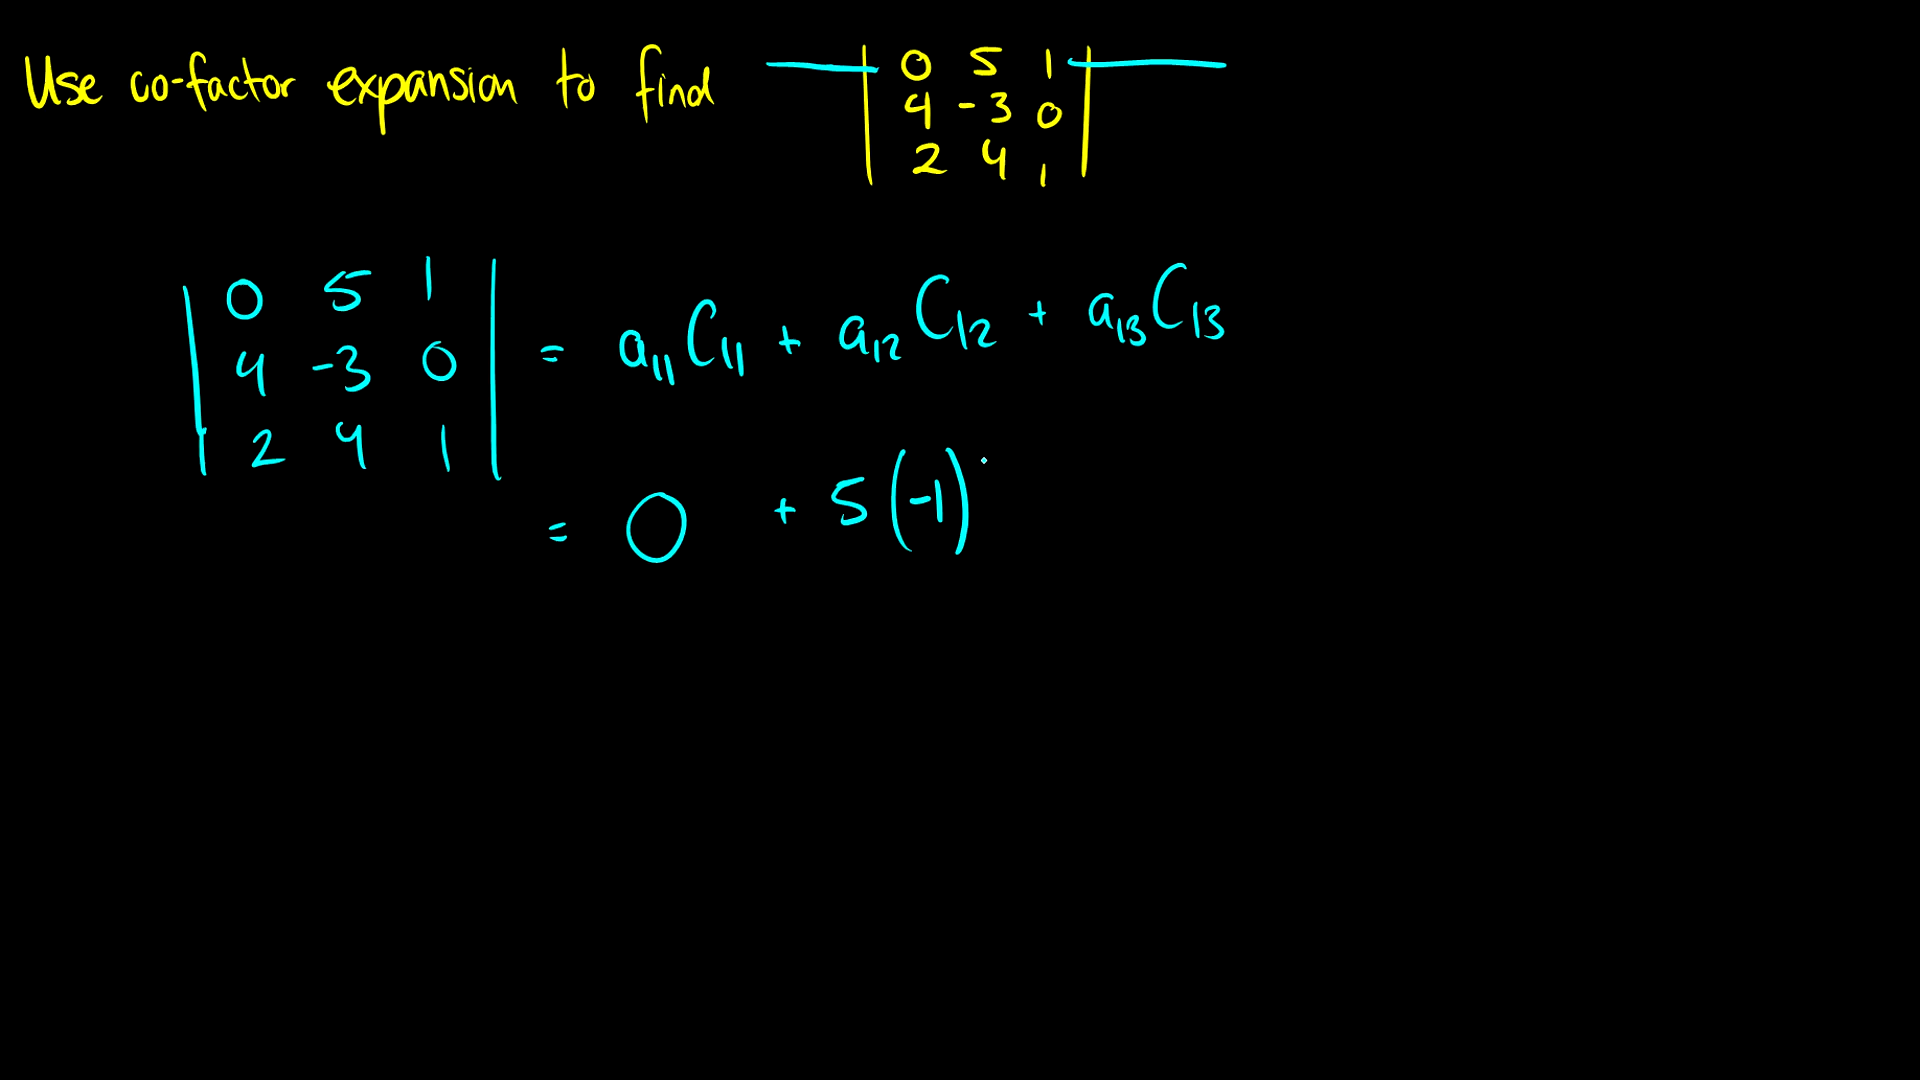 Use co-factor expansion to find | 0 5 1 |
| 4 -3 0 |
| 2 4 1 |
| 0 5 1 |
| 4 -3 0 | = a₁₁C₁₁ + a₁₂C₁₂ + a₁₃C₁₃
| 2 4 1 |
= 0 + 5(-1)